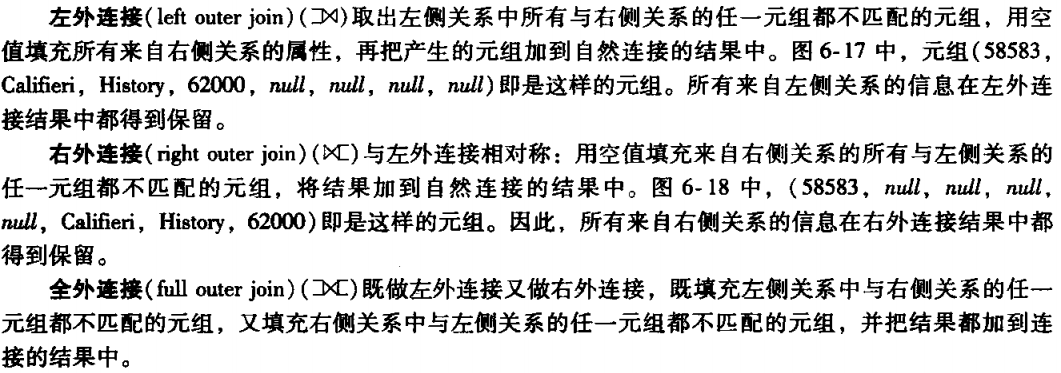 左外连接(left outer join)(⟕)取出左侧关系中所有与右侧关系的任一元组都不匹配的元组，用空
值填充所有来自右侧关系的属性，再把产生的元组加到自然连接的结果中。图 6-17 中，元组(58583，
Califieri，History，62000，null，null，null，null)即是这样的元组。所有来自左侧关系的信息在左外连
接结果中都得到保留。
右外连接(right outer join)(⟖)与左外连接相对称：用空值填充来自右侧关系的所有与左侧关系的
任一元组都不匹配的元组，将结果加到自然连接的结果中。图 6-18 中，(58583，null，null，null，
null，Califieri，History，62000)即是这样的元组。因此，所有来自右侧关系的信息在右外连接结果中都
得到保留。
全外连接(full outer join)(⟗)既做左外连接又做右外连接，既填充左侧关系中与右侧关系的任一
元组都不匹配的元组，又填充右侧关系中与左侧关系的任一元组都不匹配的元组，并把结果都加到连
接的结果中。